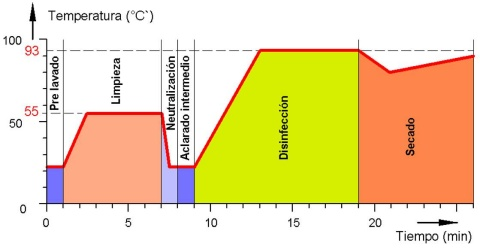 Temperatura (°C`)
100
93
55
50
0
Pre lavado
Limpieza
Neutralización
Aclarado intermedio
Disinfección
Secado
0
5
10
15
20
Tiempo (min)